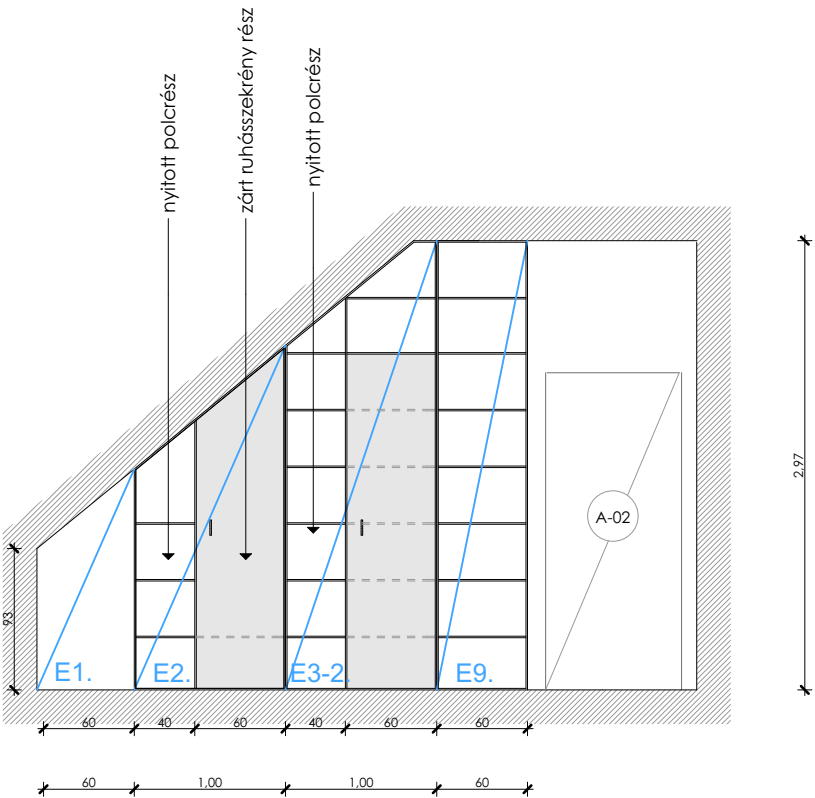 nyitott polcrész
zárt ruhásszekrény rész
nyitott polcrész
2,97
A-02
93
E1.
E2.
E3-2.
E9.
60
40
60
40
60
60
60
1,00
1,00
60